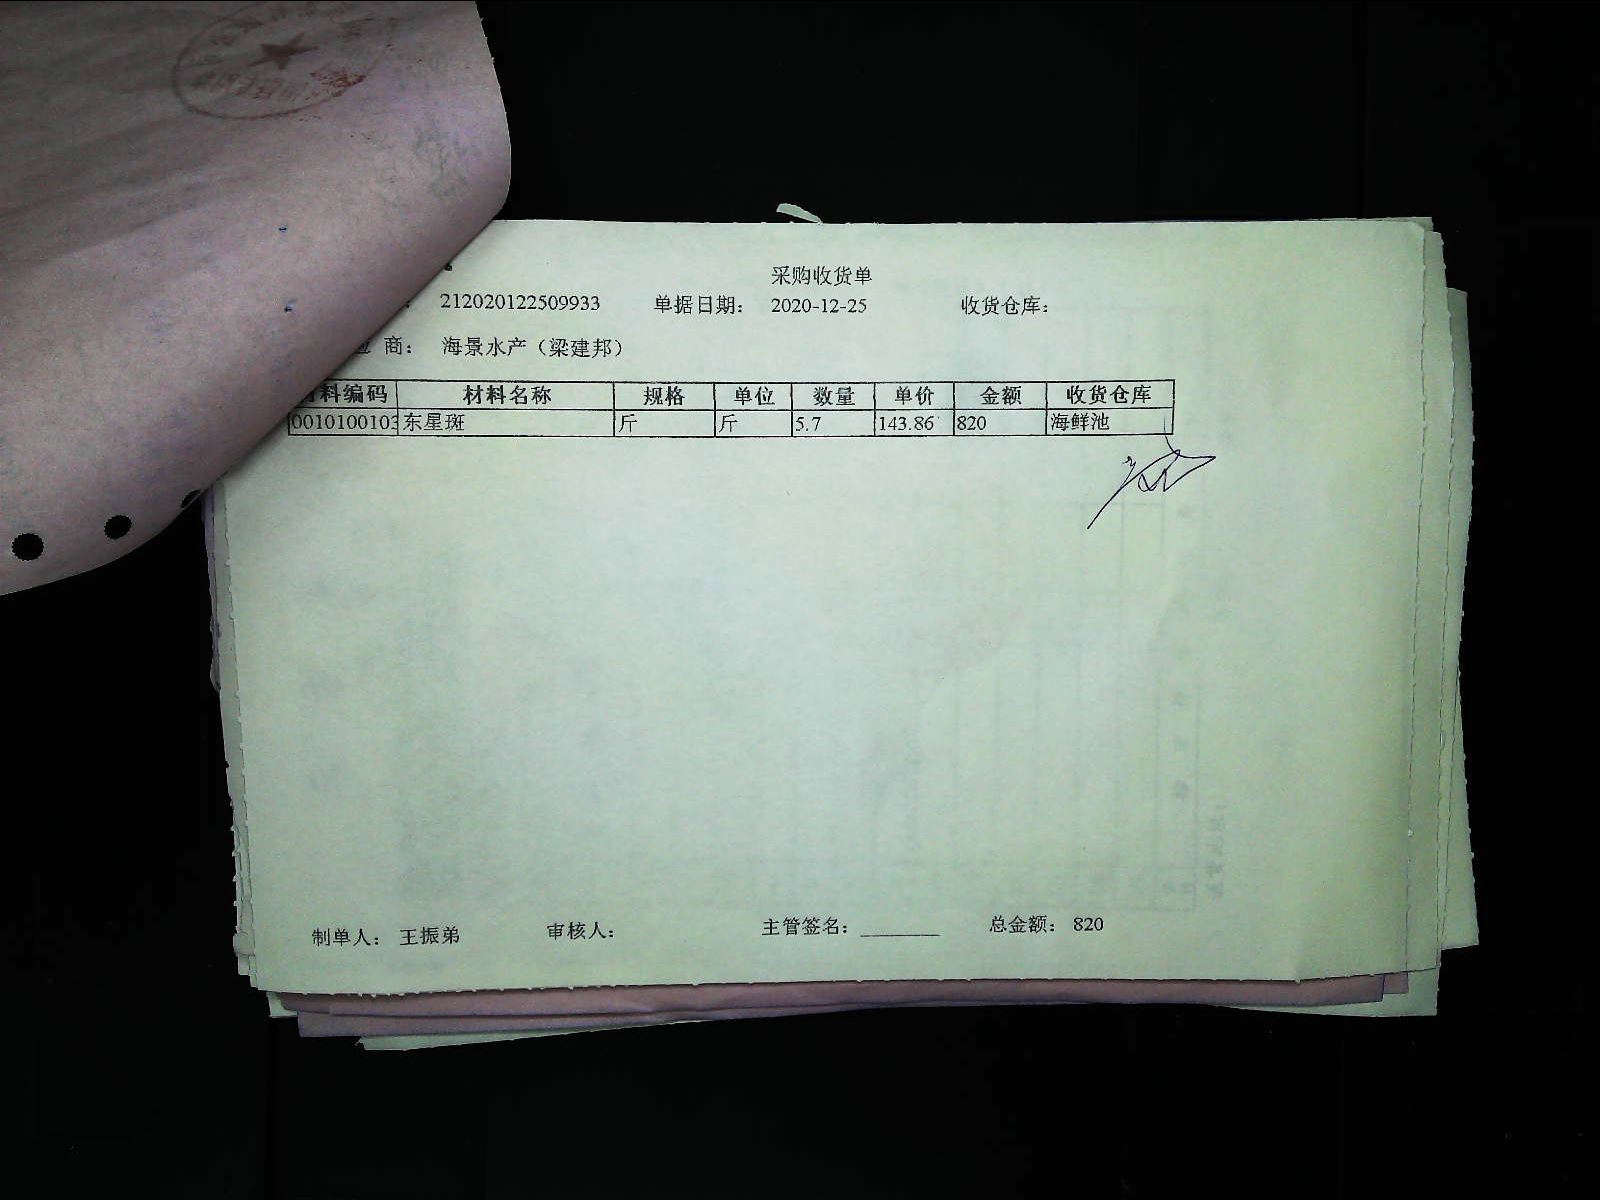 采购收货单
: 212020122509933 单据日期: 2020-12-25 收货仓库:
商: 海景水产（梁建邦）
料编码 材料名称 规格 单位 数量 单价 金额 收货仓库
0010100103 东星斑 斤 斤 5.7 143.86 820 海鲜池
制单人: 王振弟 审核人: 主管签名: ________ 总金额: 820